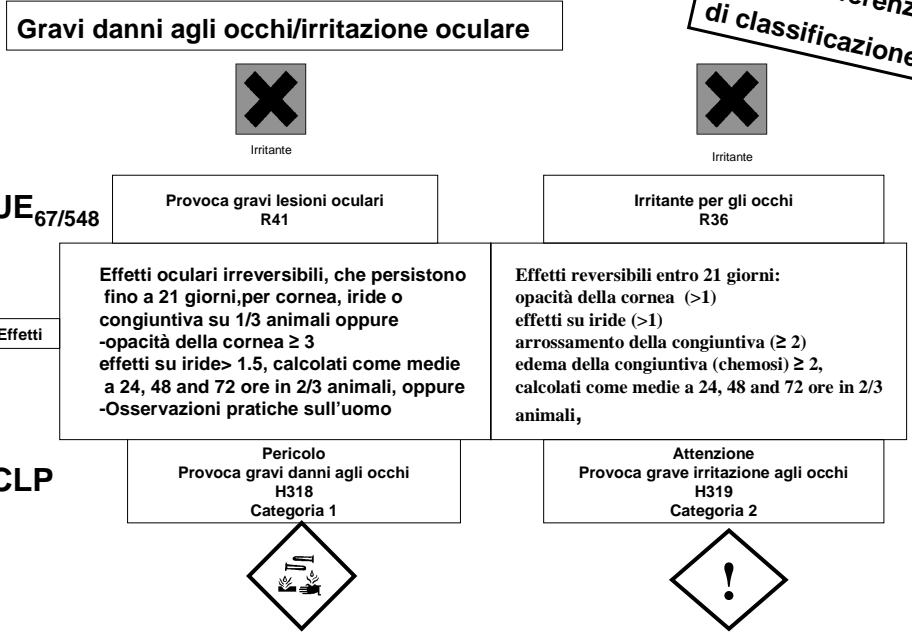 Gravi danni agli occhi/irritazione oculare
di classificazione
Irritante
Irritante
UE67/548
Provoca gravi lesioni oculari
R41
Irritante per gli occhi
R36
Effetti
Effetti oculari irreversibili, che persistono
fino a 21 giorni,per cornea, iride o
congiuntiva su 1/3 animali oppure
-opacità della cornea ≥ 3
effetti su iride> 1.5, calcolati come medie
a 24, 48 and 72 ore in 2/3 animali, oppure
-Osservazioni pratiche sull’uomo
Effetti reversibili entro 21 giorni:
opacità della cornea (>1)
effetti su iride (>1)
arrossamento della congiuntiva (≥ 2)
edema della congiuntiva (chemosi) ≥ 2,
calcolati come medie a 24, 48 and 72 ore in 2/3
animali,
CLP
Pericolo
Provoca gravi danni agli occhi
H318
Categoria 1
Attenzione
Provoca grave irritazione agli occhi
H319
Categoria 2
!